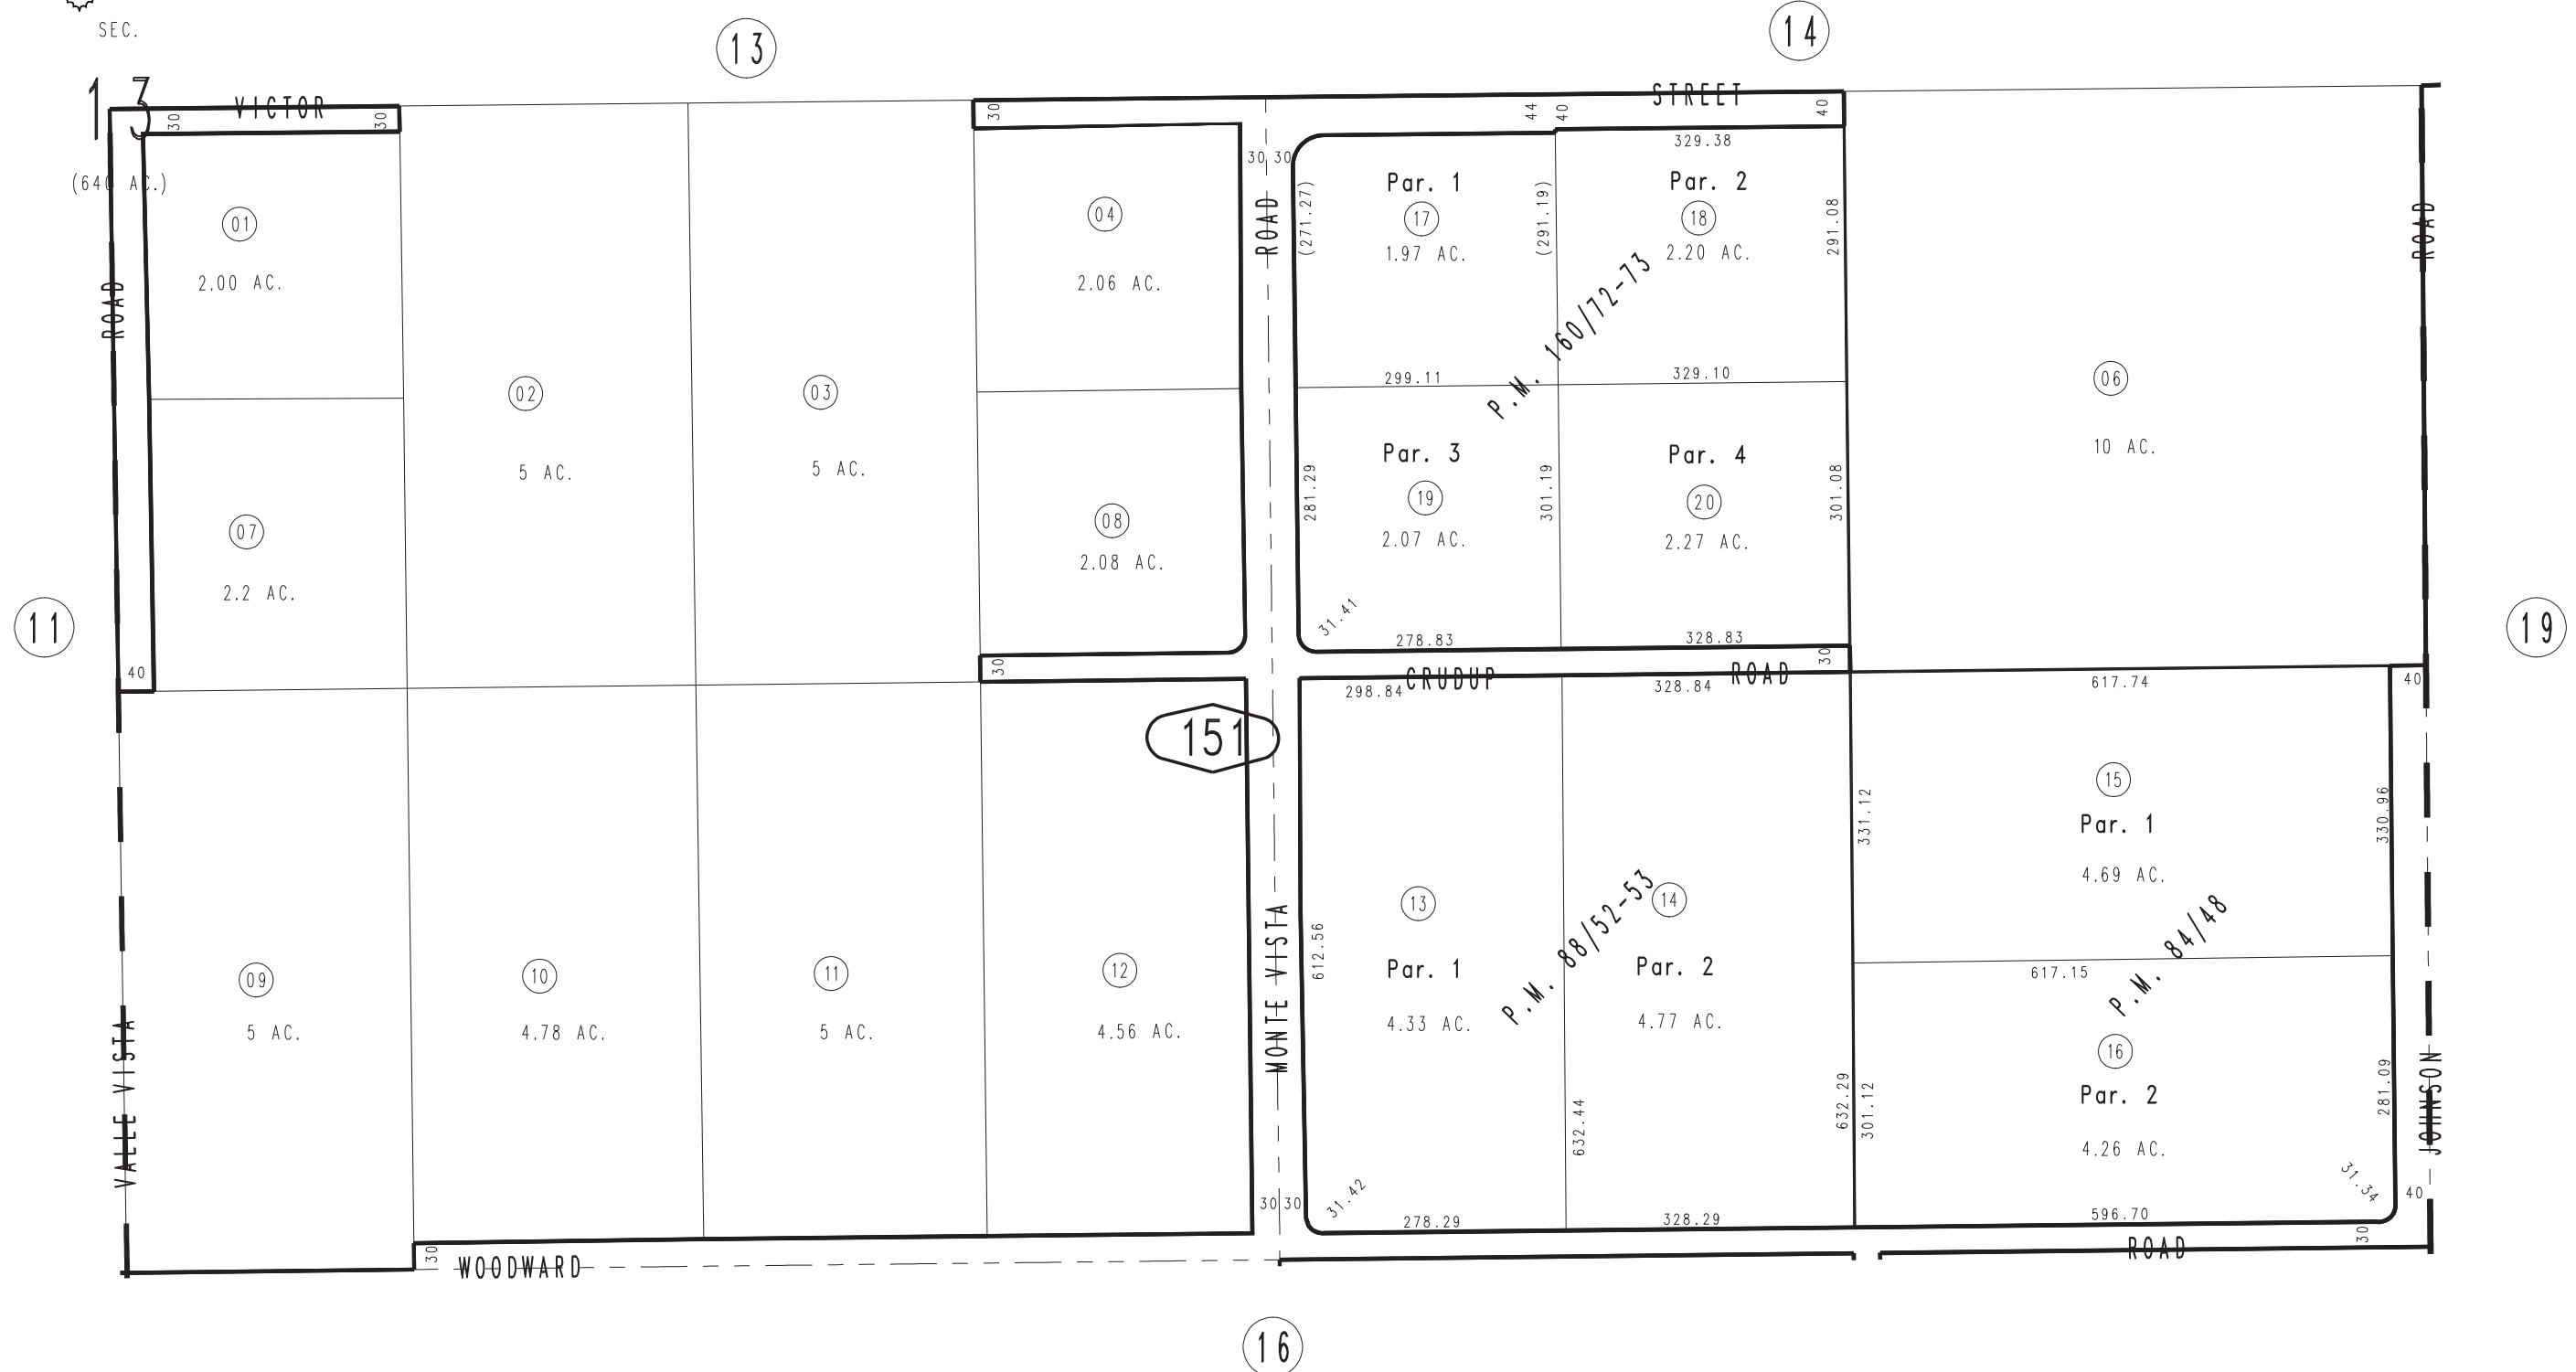 SEC.
13
(640 AC.)
13
14
VICTOR
STREET
30
30
30
44
40
40
329.38
30 30
ROAD
ROAD
ROAD
01
2.00 AC.
02
5 AC.
03
5 AC.
04
2.06 AC.
(271.27)
Par. 1
17
1.97 AC.
(291.19)
Par. 2
18
2.20 AC.
291.08
P.M. 160/72-73
299.11
329.10
06
10 AC.
07
2.2 AC.
08
2.08 AC.
281.29
Par. 3
19
2.07 AC.
301.19
Par. 4
20
2.27 AC.
301.08
31.41
278.83
328.83
11
19
40
30
30
CRUDUP
ROAD
298.84
328.84
617.74
40
151
15
Par. 1
4.69 AC.
331.12
330.96
13
Par. 1
4.33 AC.
612.56
P.M. 88/52-53
14
Par. 2
4.77 AC.
P.M. 84/48
617.15
09
5 AC.
10
4.78 AC.
11
5 AC.
12
4.56 AC.
MONTE VISTA
VALLE VISTA
JOHNSON
16
Par. 2
4.26 AC.
632.44
632.29
301.12
281.09
31.34
40
30 30
31.42
278.29
328.29
596.70
30
30
WOODWARD
ROAD
16